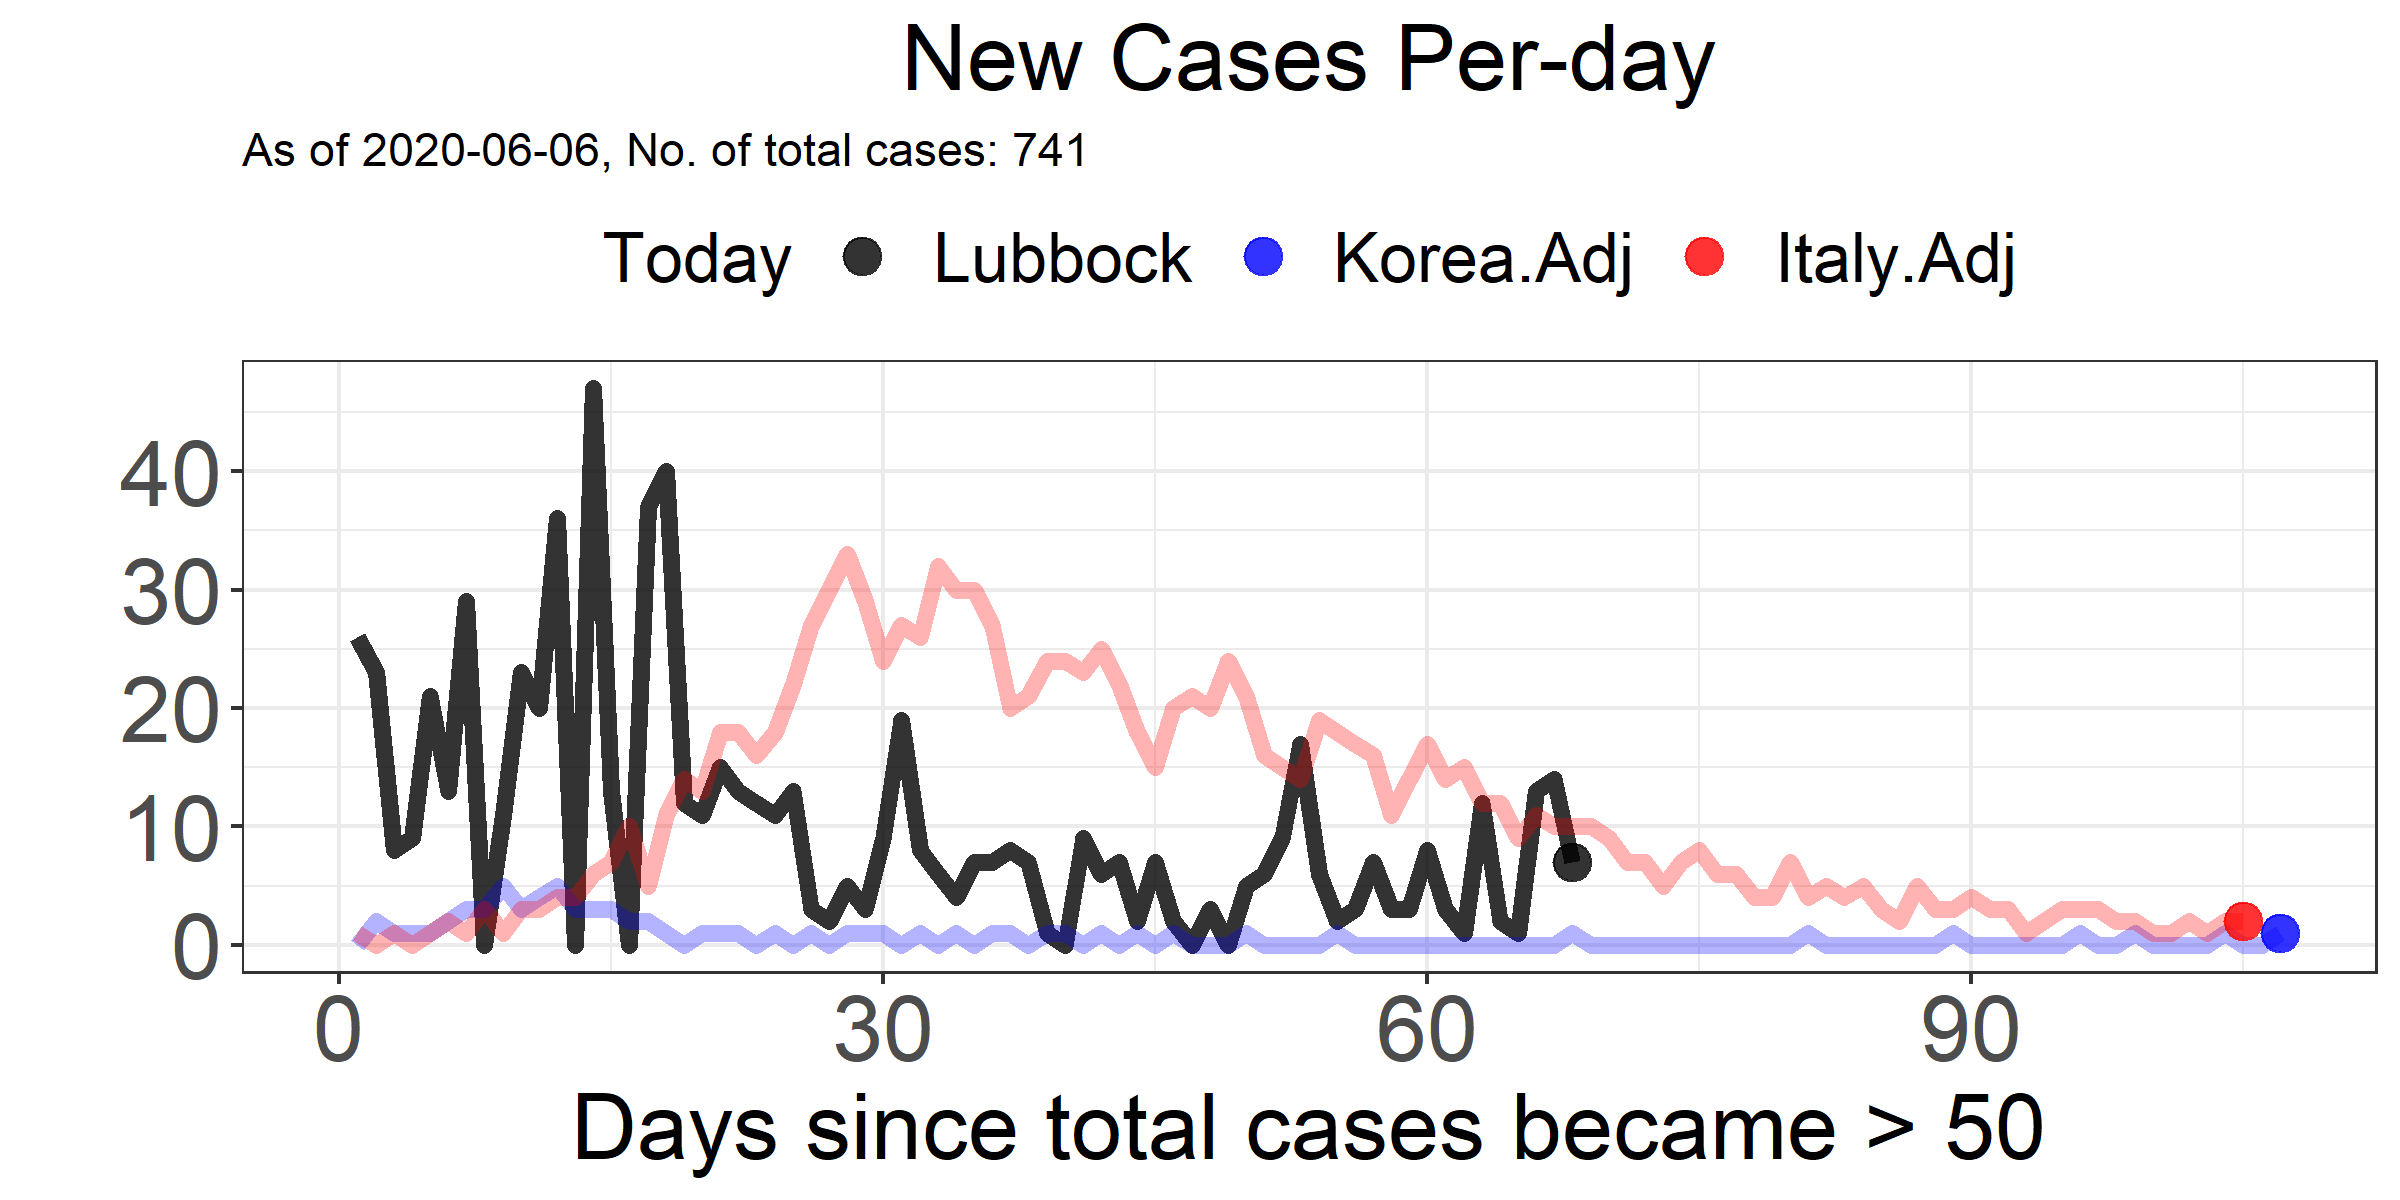 New Cases Per-day
As of 2020-06-06, No. of total cases: 741
Today Lubbock Korea.Adj Italy.Adj
40
30
20
10
0
0 30 60 90
Days since total cases became > 50